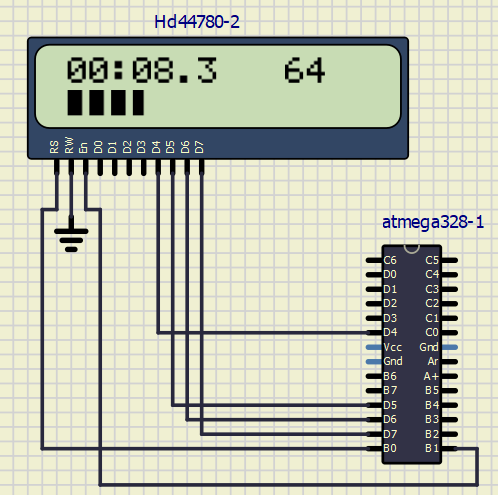 Hd44780-2
00:08.3 64
RS RW En D0 D1 D2 D3 D4 D5 D6 D7
atmega328-1
C6 C5
D0 C4
D1 C3
D2 C2
D3 C1
D4 C0
Vcc Gnd
Gnd Ar
B6 A+
B7 B5
D5 B4
D6 B3
D7 B2
B0 B1